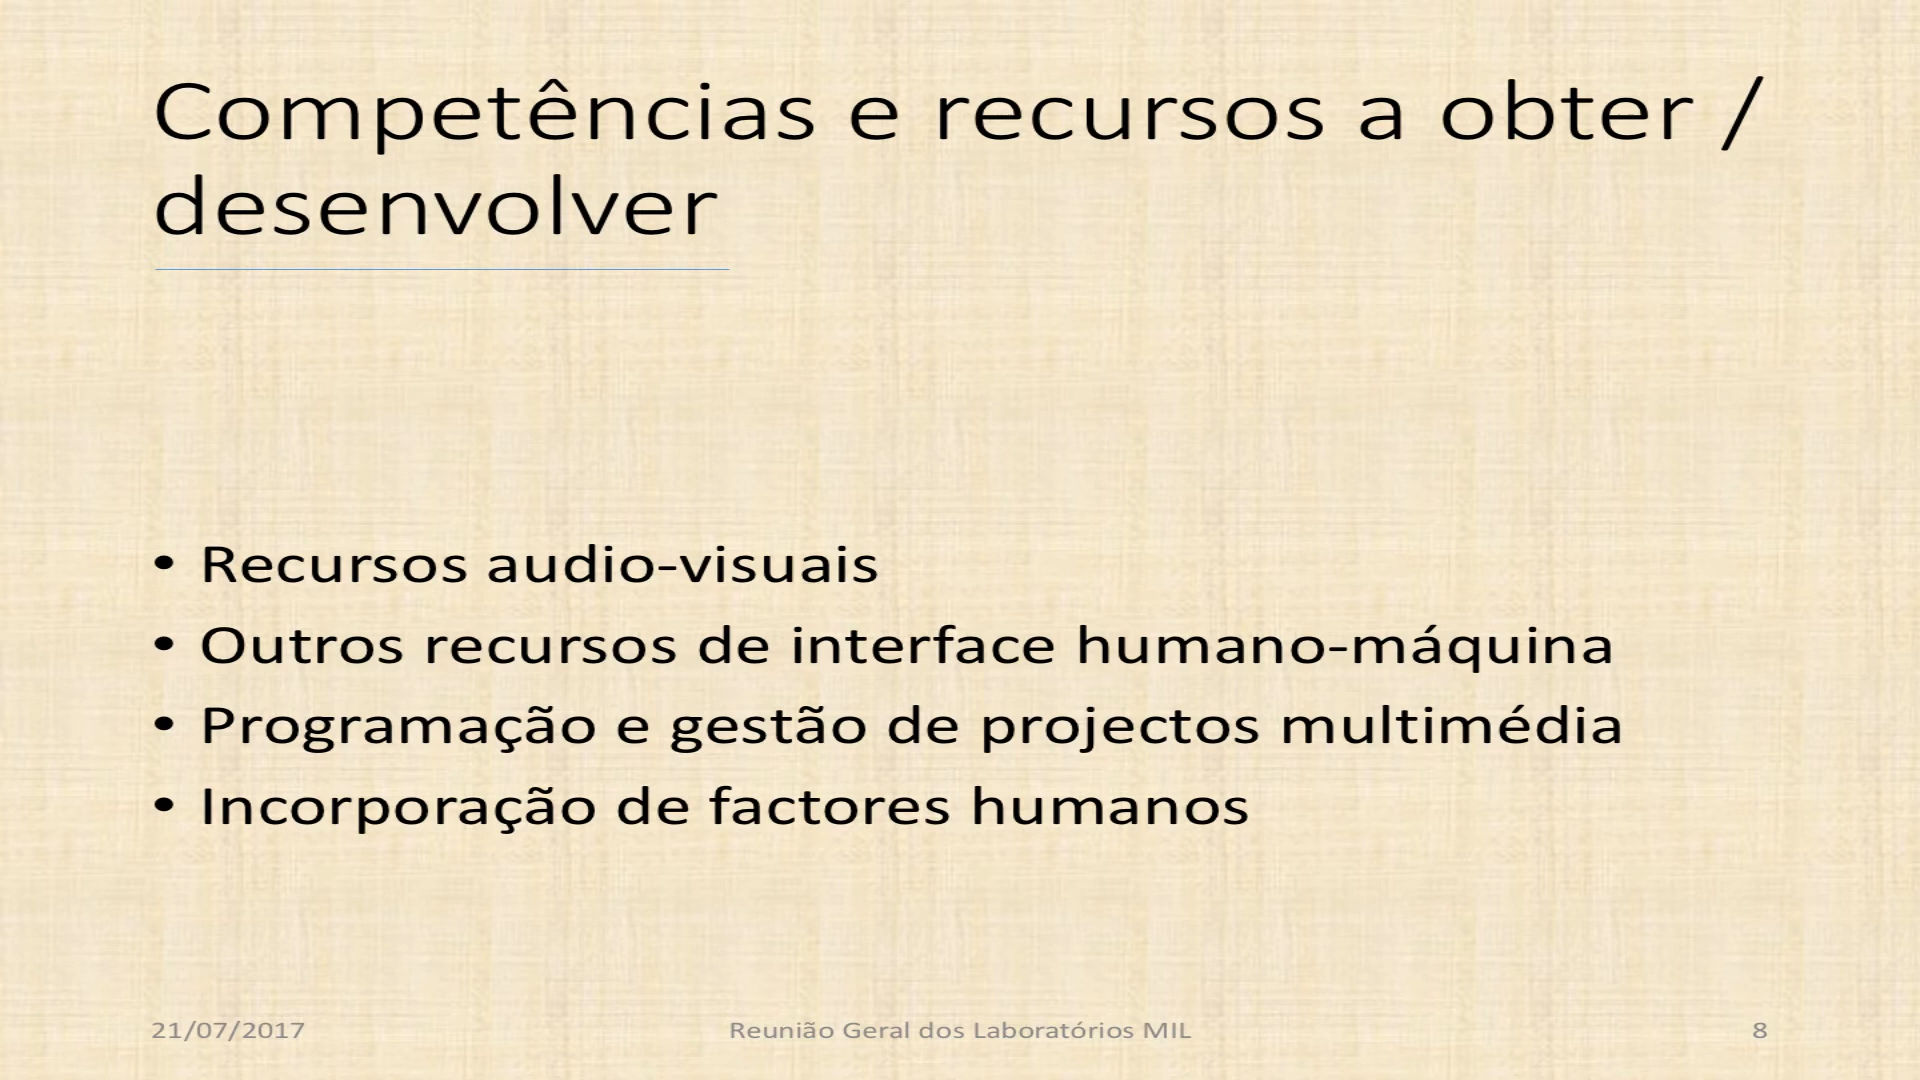 Competências e recursos a obter /
desenvolver
• Recursos audio-visuais
• Outros recursos de interface humano-máquina
• Programação e gestão de projectos multimédia
• Incorporação de factores humanos
21/07/2017
Reunião Geral dos Laboratórios MIL
8